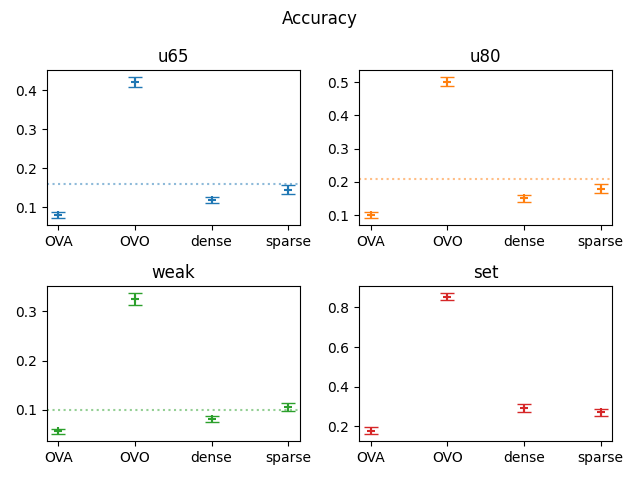 Accuracy
u65
0.4
0.3
0.2
0.1
OVA OVO dense sparse
u80
0.5
0.4
0.3
0.2
0.1
OVA OVO dense sparse
weak
0.3
0.2
0.1
OVA OVO dense sparse
set
0.8
0.6
0.4
0.2
OVA OVO dense sparse